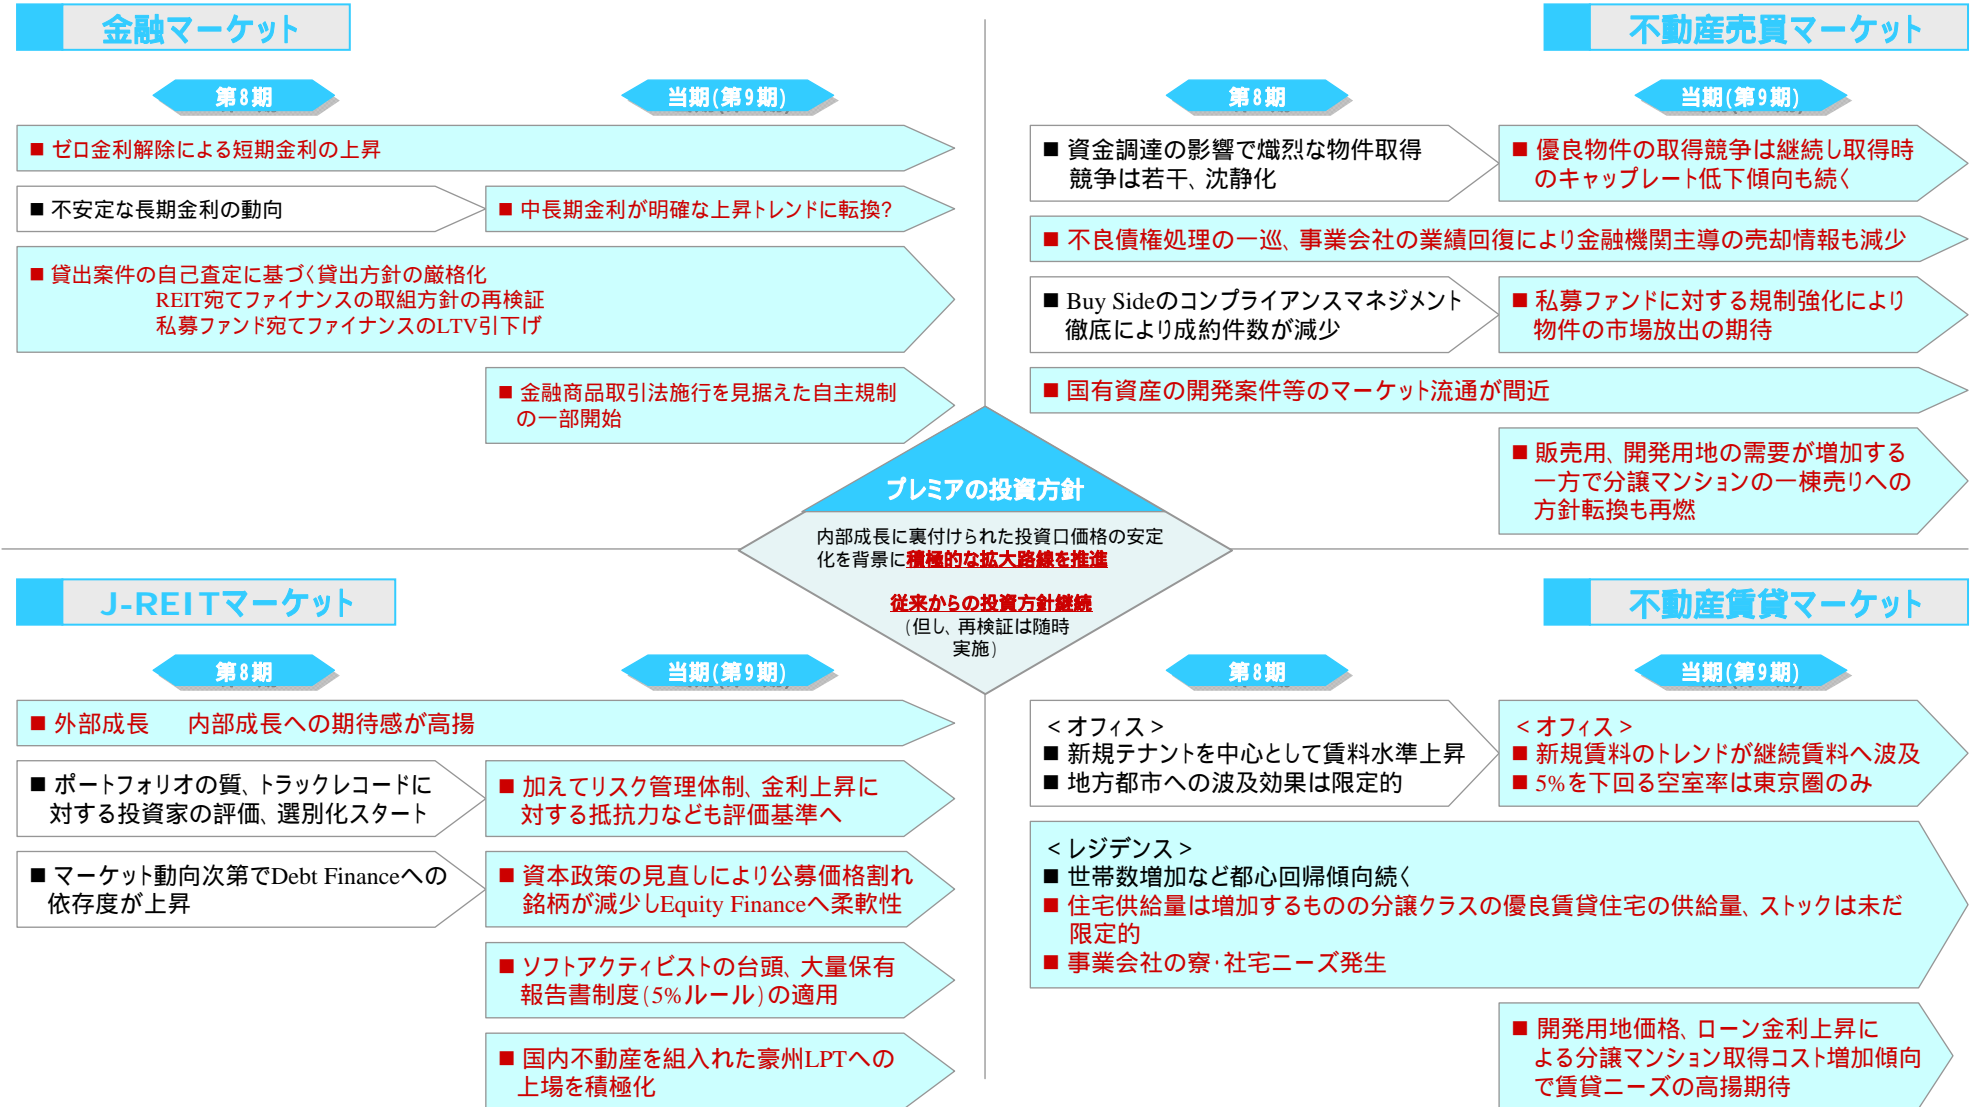 金融マーケット
第8期
当期(第9期)
■ ゼロ金利解除による短期金利の上昇
■ 不安定な長期金利の動向
■ 中長期金利が明確な上昇トレンドに転換?
■ 貸出案件の自己査定に基づく貸出方針の厳格化
REIT宛てファイナンスの取組方針の再検証
私募ファンド宛てファイナンスのLTV引下げ
■ 金融商品取引法施行を見据えた自主規制
の一部開始
不動産売買マーケット
第8期
当期(第9期)
■ 資金調達の影響で熾烈な物件取得
競争は若干、沈静化
■ 優良物件の取得競争は継続し取得時
のキャップレート低下傾向も続く
■ 不良債権処理の一巡、事業会社の業績回復により金融機関主導の売却情報も減少
■ Buy Sideのコンプライアンスマネジメント
徹底により成約件数が減少
■ 私募ファンドに対する規制強化により
物件の市場放出の期待
■ 国有資産の開発案件等のマーケット流通が間近
■ 販売用、開発用地の需要が増加する
一方で分譲マンションの一棟売りへの
方針転換も再燃
プレミアの投資方針
内部成長に裏付けられた投資口価格の安定
化を背景に積極的な拡大路線を推進
従来からの投資方針継続
(但し、再検証は随時
実施)
J-REITマーケット
第8期
当期(第9期)
■ 外部成長 内部成長への期待感が高揚
■ ポートフォリオの質、トラックレコードに
対する投資家の評価、選別化スタート
■ 加えてリスク管理体制、金利上昇に
対する抵抗力なども評価基準へ
■ マーケット動向次第でDebt Financeへの
依存度が上昇
■ 資本政策の見直しにより公募価格割れ
銘柄が減少しEquity Financeへ柔軟性
■ ソフトアクティビストの台頭、大量保有
報告書制度(5%ルール)の適用
■ 国内不動産を組入れた豪州LPTへの
上場を積極化
不動産賃貸マーケット
第8期
当期(第9期)
<オフィス>
■ 新規テナントを中心として賃料水準上昇
■ 地方都市への波及効果は限定的
<オフィス>
■ 新規賃料のトレンドが継続賃料へ波及
■ 5%を下回る空室率は東京圏のみ
<レジデンス>
■ 世帯数増加など都心回帰傾向続く
■ 住宅供給量は増加するものの分譲クラスの優良賃貸住宅の供給量、ストックは未だ
限定的
■ 事業会社の寮・社宅ニーズ発生
■ 開発用地価格、ローン金利上昇に
よる分譲マンション取得コスト増加傾向
で賃貸ニーズの高揚期待